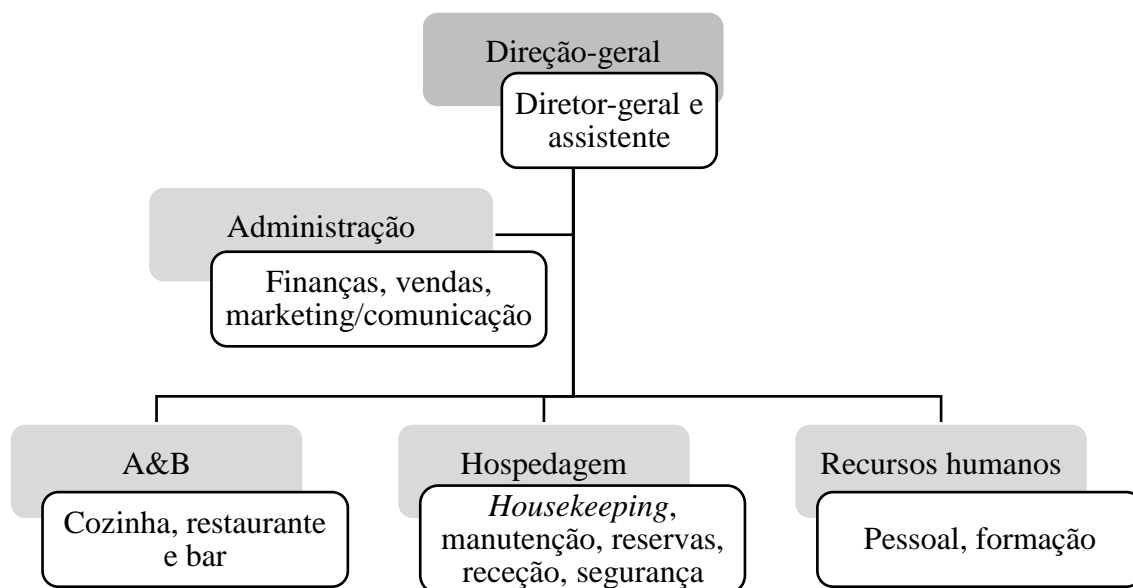 Direção-geral
Diretor-geral e
assistente
Administração
Finanças, vendas,
marketing/comunicação
A&B
Cozinha, restaurante
e bar
Hospedagem
Housekeeping,
manutenção, reservas,
receção, segurança
Recursos humanos
Pessoal, formação